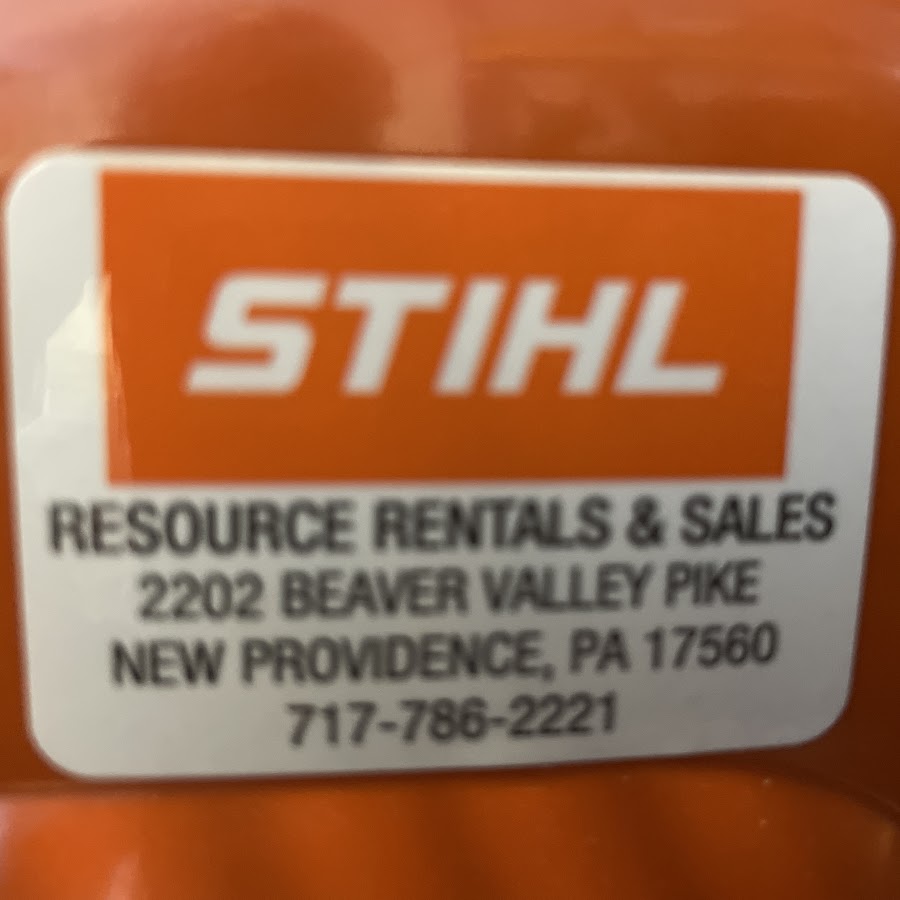 STIHL
RESOURCE RENTALS & SALES
2202 BEAVER VALLEY PIKE
NEW PROVIDENCE, PA 17560
717-786-2221